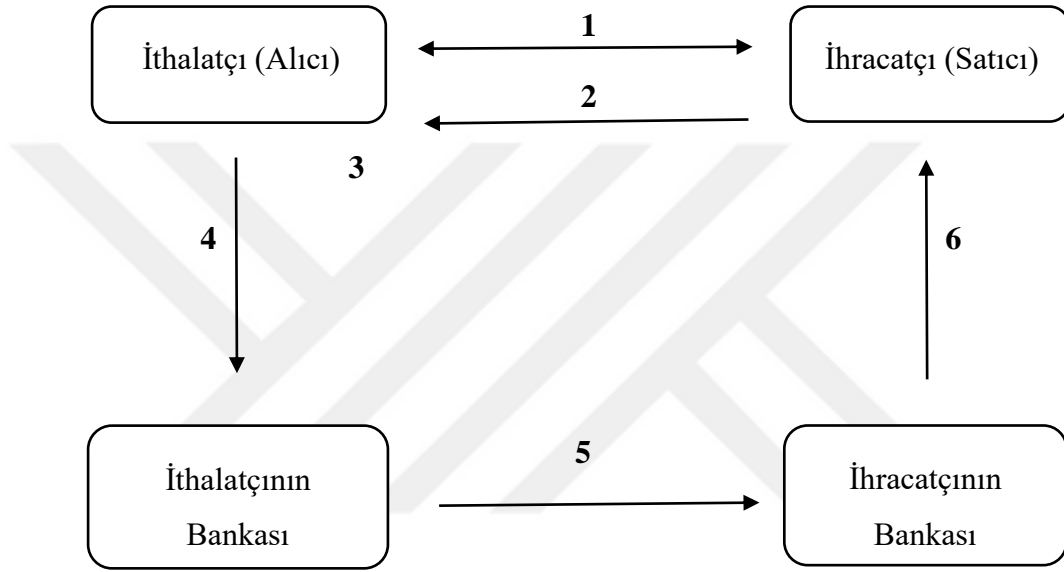 1
İthalatçı (Alıcı)
İhracatçı (Satıcı)
2
3
4
6
5
İthalatçının
Bankası
İhracatçının
Bankası